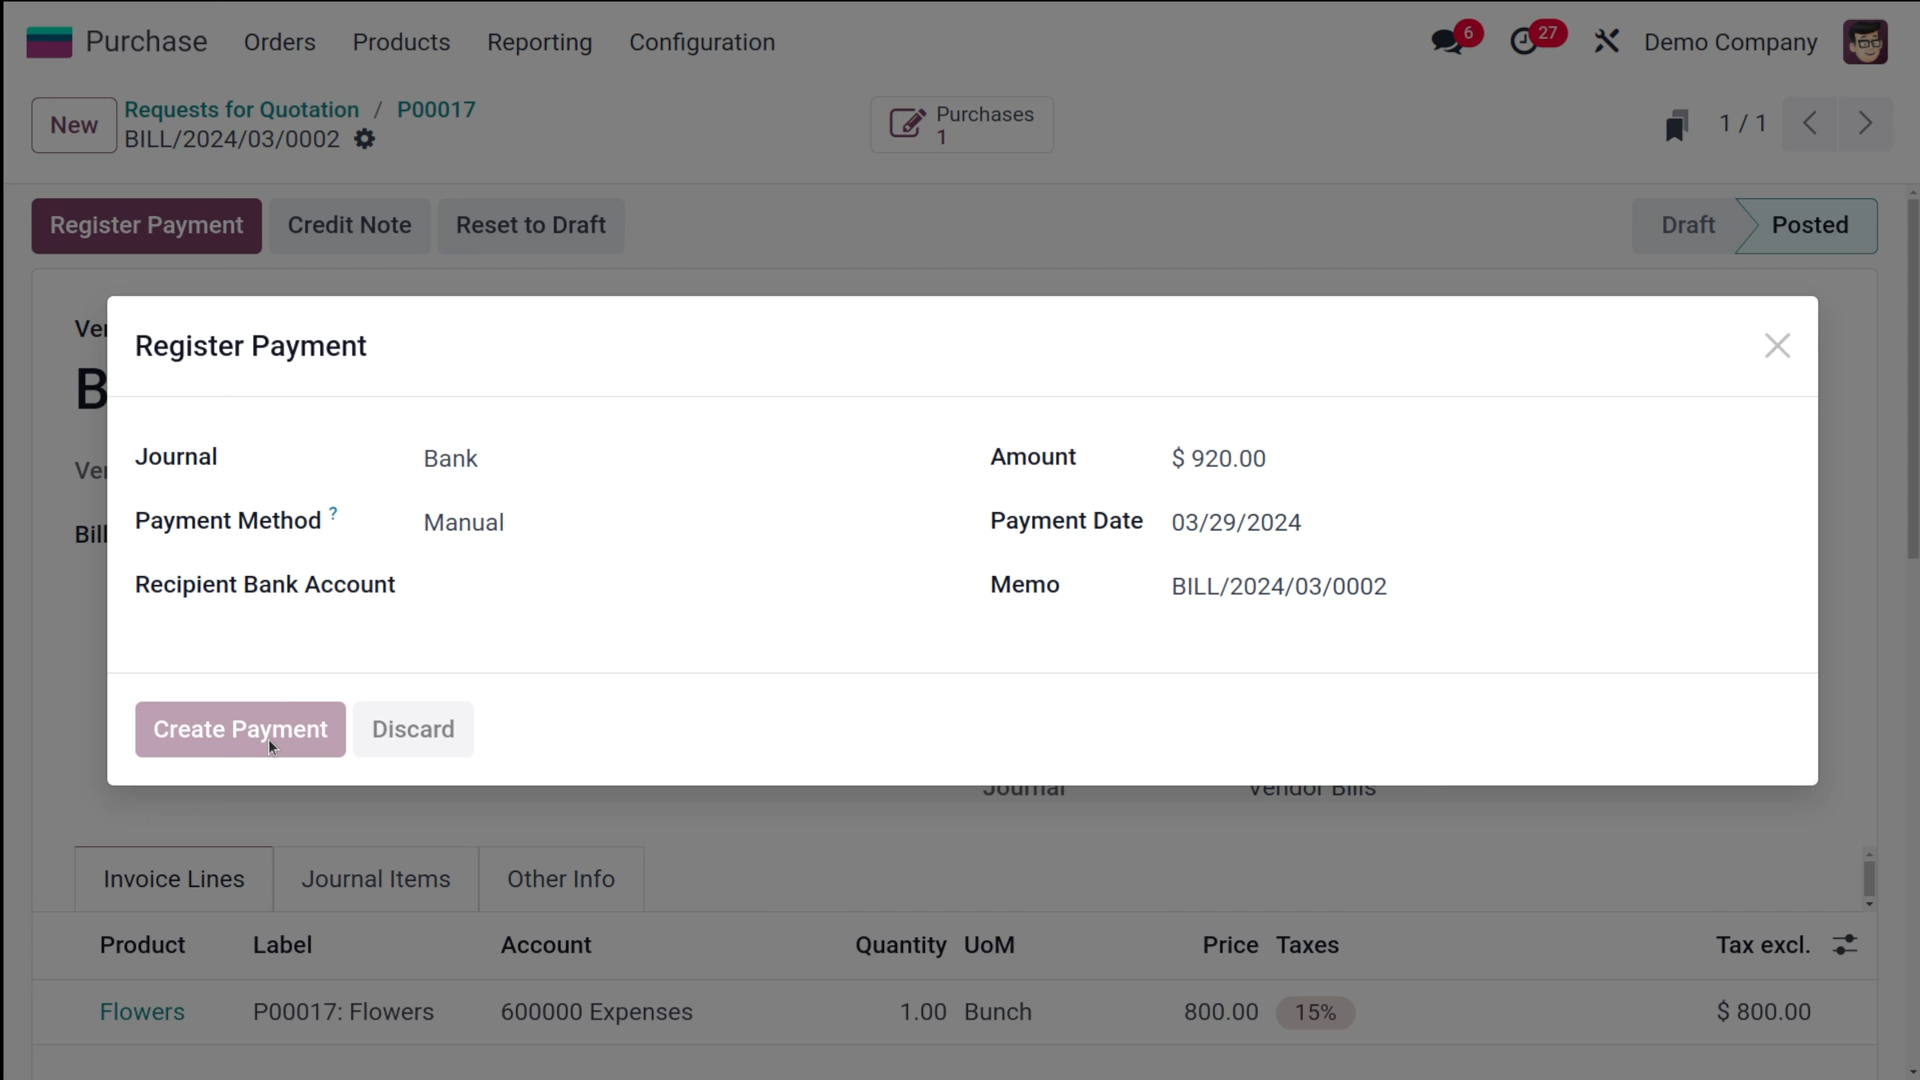 Purchase Orders Products Reporting Configuration 6 27 Demo Company
New Requests for Quotation / P00017
BILL/2024/03/0002
Purchases
1
1 / 1
Register Payment Credit Note Reset to Draft Draft Posted
Register Payment
Journal Bank Amount $ 920.00
Payment Method ? Manual Payment Date 03/29/2024
Recipient Bank Account Memo BILL/2024/03/0002
Create Payment Discard
Journal Vendor Bills
Invoice Lines Journal Items Other Info
Product Label Account Quantity UoM Price Taxes Tax excl.
Flowers P00017: Flowers 600000 Expenses 1.00 Bunch 800.00 15% $ 800.00